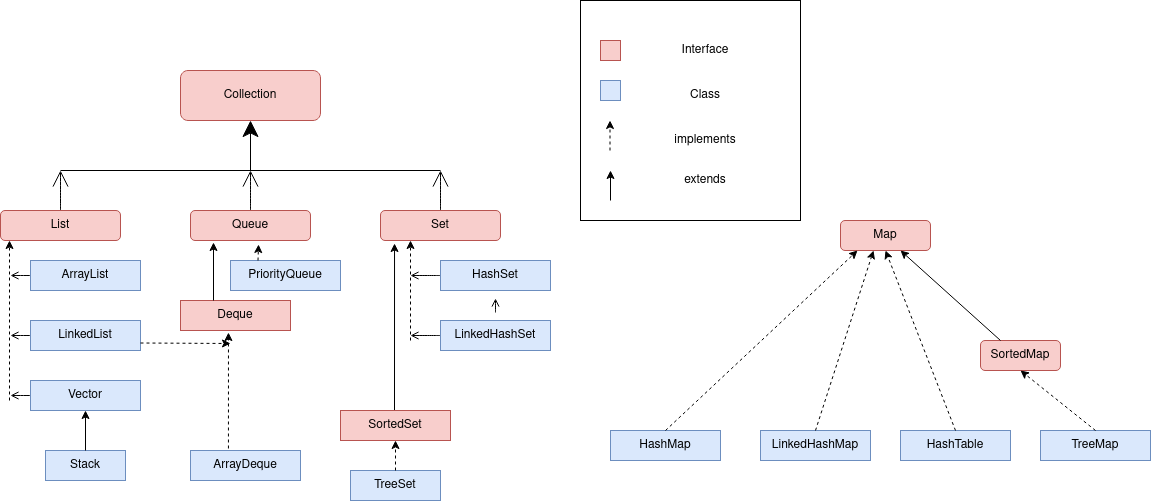 Interface
Class
implements
extends
Collection
List
Queue
Set
ArrayList
PriorityQueue
HashSet
Deque
LinkedList
LinkedHashSet
Vector
SortedSet
Stack
ArrayDeque
TreeSet
Map
SortedMap
HashMap
LinkedHashMap
HashTable
TreeMap